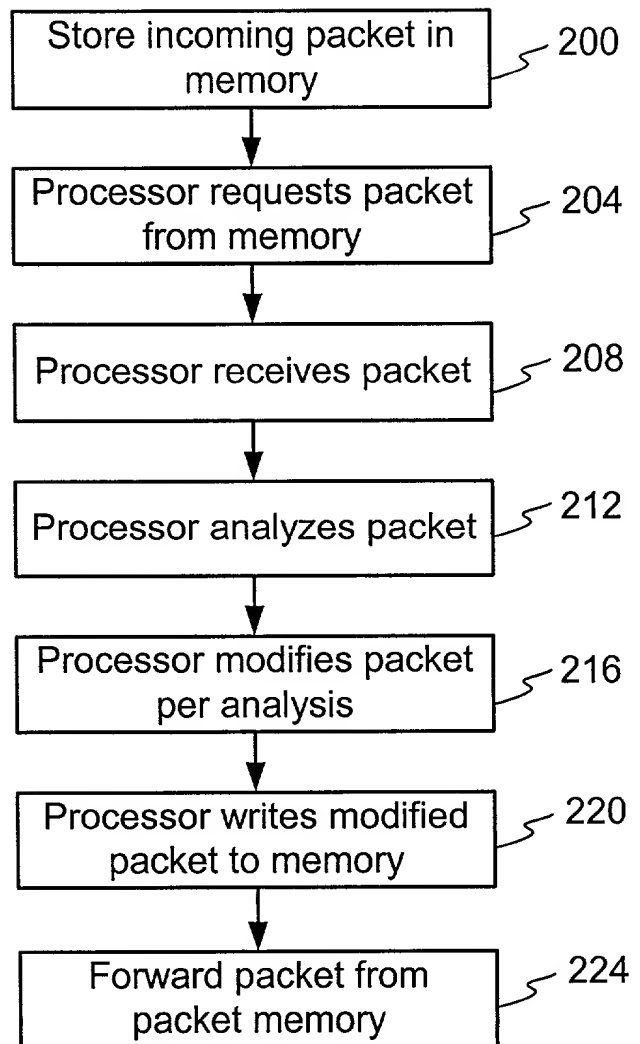 Store incoming packet in
memory
200
Processor requests packet
from memory
204
Processor receives packet
208
Processor analyzes packet
212
Processor modifies packet
per analysis
216
Processor writes modified
packet to memory
220
Forward packet from
packet memory
224